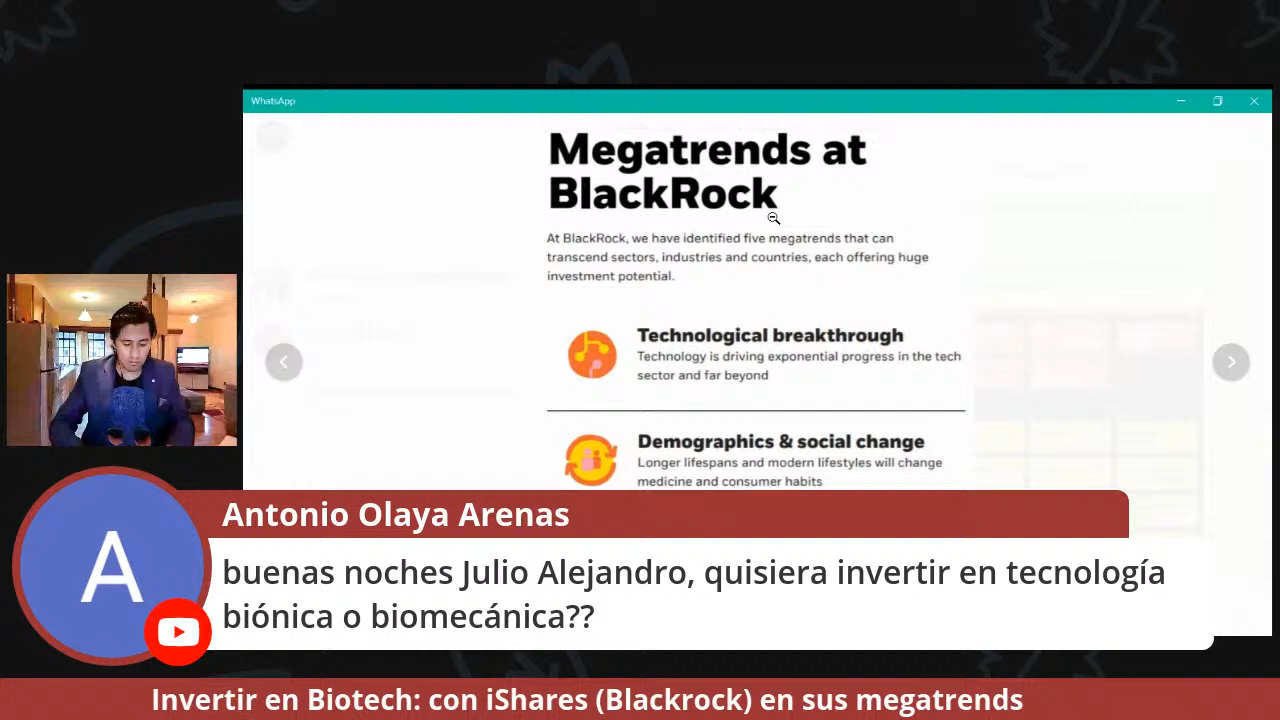 WhatsApp
Megatrends at
BlackRock
At BlackRock, we have identified five megatrends that can
transcend sectors, industries and countries, each offering huge
investment potential.
Technological breakthrough
Technology is driving exponential progress in the tech
sector and far beyond
Demographics & social change
Longer lifespans and modern lifestyles will change
medicine and consumer habits
A
Antonio Olaya Arenas
buenas noches Julio Alejandro, quisiera invertir en tecnología
biónica o biomecánica??
Invertir en Biotech: con iShares (Blackrock) en sus megatrends